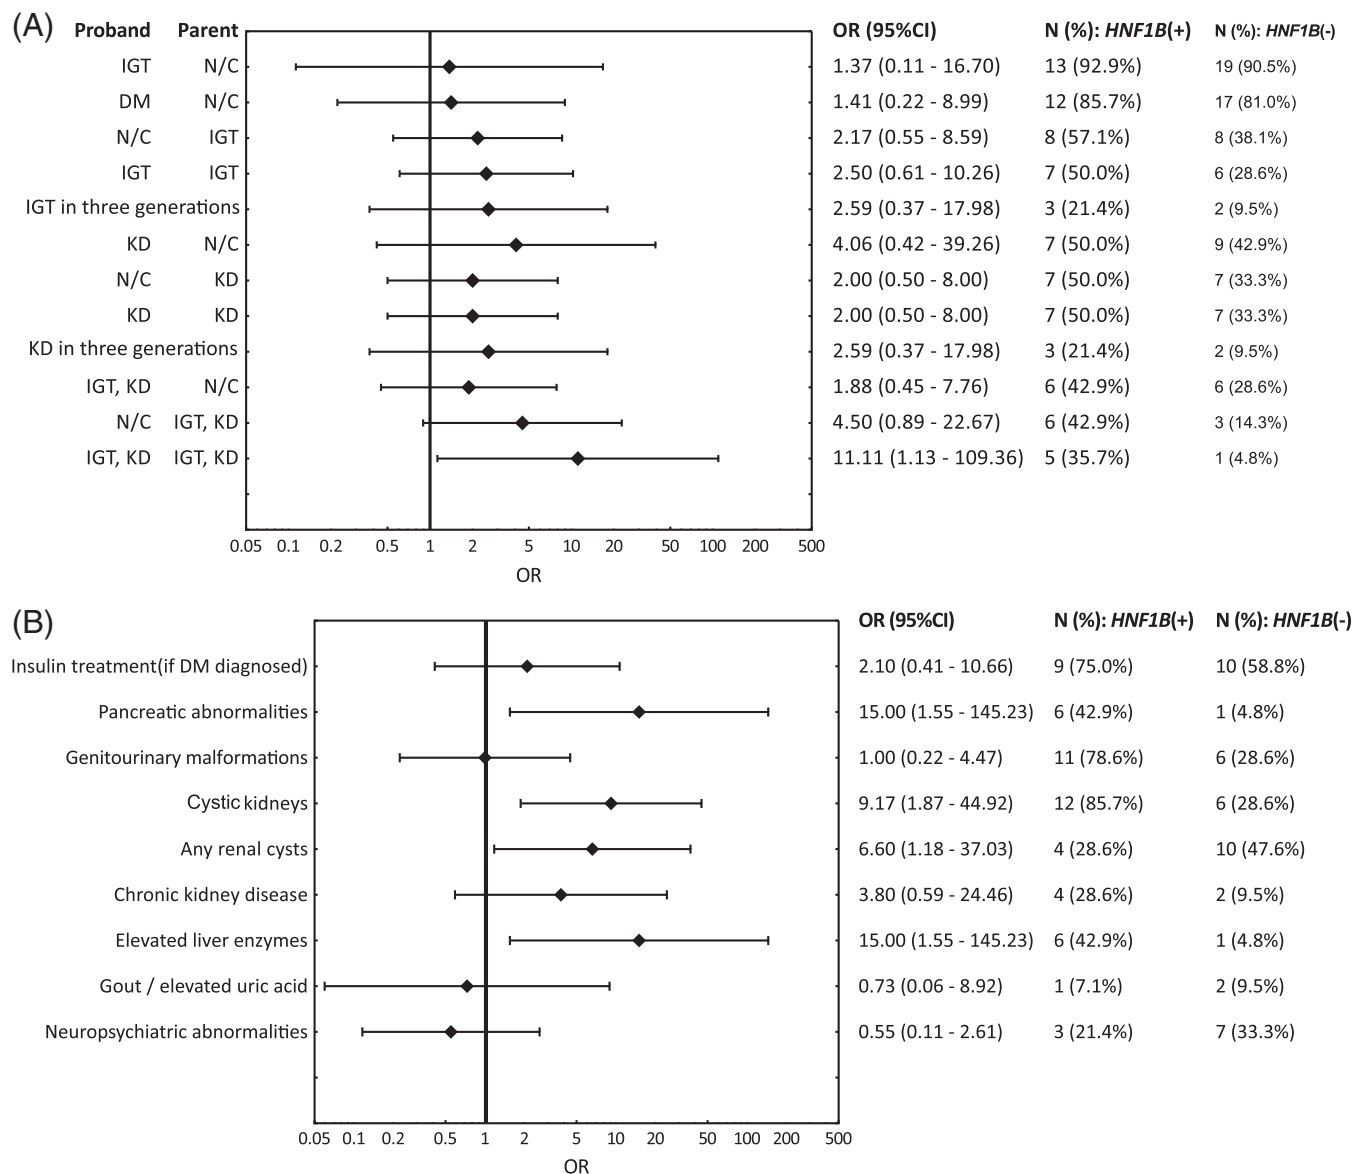 (A)
Proband Parent OR (95%CI) N (%): HNF1B(+) N (%): HNF1B(-)
IGT N/C 1.37 (0.11 - 16.70) 13 (92.9%) 19 (90.5%)
DM N/C 1.41 (0.22 - 8.99) 12 (85.7%) 17 (81.0%)
N/C IGT 2.17 (0.55 - 8.59) 8 (57.1%) 8 (38.1%)
IGT IGT 2.50 (0.61 - 10.26) 7 (50.0%) 6 (28.6%)
IGT in three generations 2.59 (0.37 - 17.98) 3 (21.4%) 2 (9.5%)
KD N/C 4.06 (0.42 - 39.26) 7 (50.0%) 9 (42.9%)
N/C KD 2.00 (0.50 - 8.00) 7 (50.0%) 7 (33.3%)
KD KD 2.00 (0.50 - 8.00) 7 (50.0%) 7 (33.3%)
KD in three generations 2.59 (0.37 - 17.98) 3 (21.4%) 2 (9.5%)
IGT, KD N/C 1.88 (0.45 - 7.76) 6 (42.9%) 6 (28.6%)
N/C IGT, KD 4.50 (0.89 - 22.67) 6 (42.9%) 3 (14.3%)
IGT, KD IGT, KD 11.11 (1.13 - 109.36) 5 (35.7%) 1 (4.8%)
0.05 0.1 0.2 0.5 1 2 5 10 20 50 100 200 500
OR
(B)
OR (95%CI) N (%): HNF1B(+) N (%): HNF1B(-)
Insulin treatment(if DM diagnosed) 2.10 (0.41 - 10.66) 9 (75.0%) 10 (58.8%)
Pancreatic abnormalities 15.00 (1.55 - 145.23) 6 (42.9%) 1 (4.8%)
Genitourinary malformations 1.00 (0.22 - 4.47) 11 (78.6%) 6 (28.6%)
Cystic kidneys 9.17 (1.87 - 44.92) 12 (85.7%) 6 (28.6%)
Any renal cysts 6.60 (1.18 - 37.03) 4 (28.6%) 10 (47.6%)
Chronic kidney disease 3.80 (0.59 - 24.46) 4 (28.6%) 2 (9.5%)
Elevated liver enzymes 15.00 (1.55 - 145.23) 6 (42.9%) 1 (4.8%)
Gout / elevated uric acid 0.73 (0.06 - 8.92) 1 (7.1%) 2 (9.5%)
Neuropsychiatric abnormalities 0.55 (0.11 - 2.61) 3 (21.4%) 7 (33.3%)
0.05 0.1 0.2 0.5 1 2 5 10 20 50 100 200 500
OR